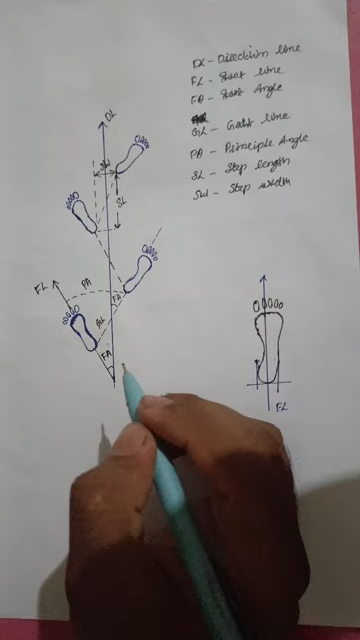 DL - Direction line
FL - Foot line
FA - Foot Angle
GL - Gait line
PA - Principle Angle
SL - Step length
SW - Step width
DL
SW
SL
FL
PA
FA
GL
FA
FL